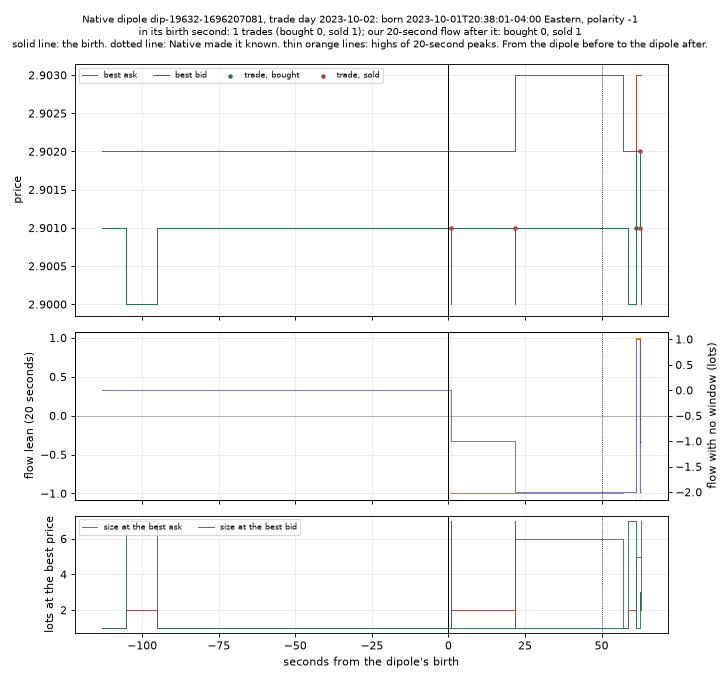 Native dipole dip-19632-1696207081, trade day 2023-10-02: born 2023-10-01T20:38:01-04:00 Eastern, polarity -1
in its birth second: 1 trades (bought 0, sold 1); our 20-second flow after it: bought 0, sold 1
solid line: the birth. dotted line: Native made it known. thin orange lines: highs of 20-second peaks. From the dipole before to the dipole after.
best ask
best bid
trade, bought
trade, sold
price
2.9030
2.9025
2.9020
2.9015
2.9010
2.9005
2.9000
flow lean (20 seconds)
1.0
0.5
0.0
−0.5
−1.0
1.0
0.5
0.0
−0.5
−1.0
−1.5
−2.0
flow with no window (lots)
size at the best ask
size at the best bid
lots at the best price
6
4
2
−100
−75
−50
−25
0
25
50
seconds from the dipole's birth